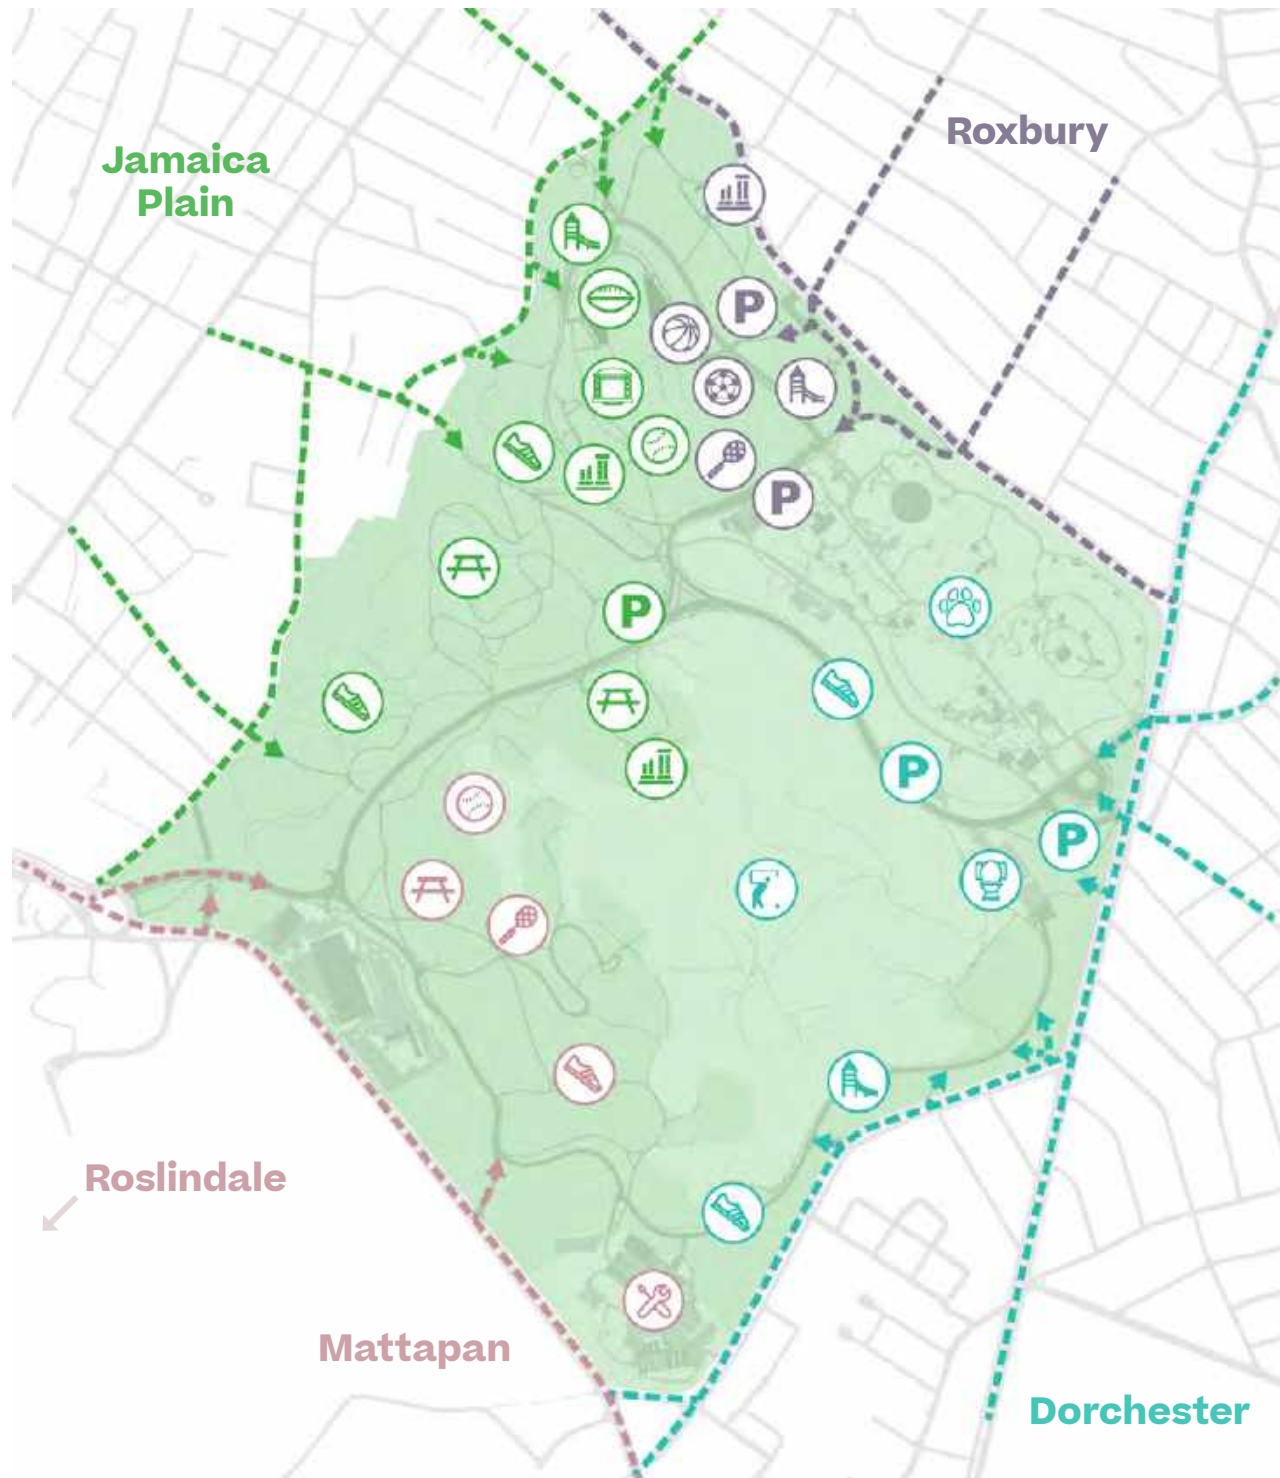 Roxbury
Jamaica
Plain
P
P
P
P
P
Roslindale
Mattapan
Dorchester